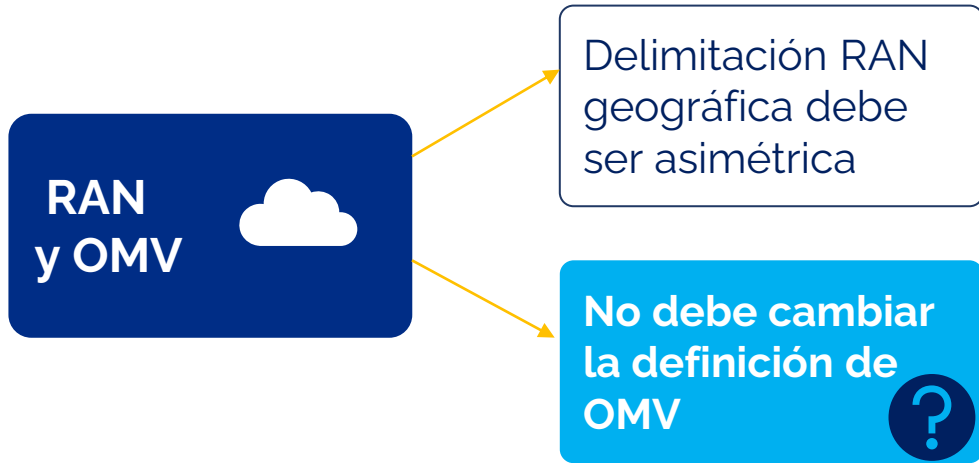 RAN
y OMV
Delimitación RAN
geográfica debe
ser asimétrica
No debe cambiar
la definición de
OMV
?